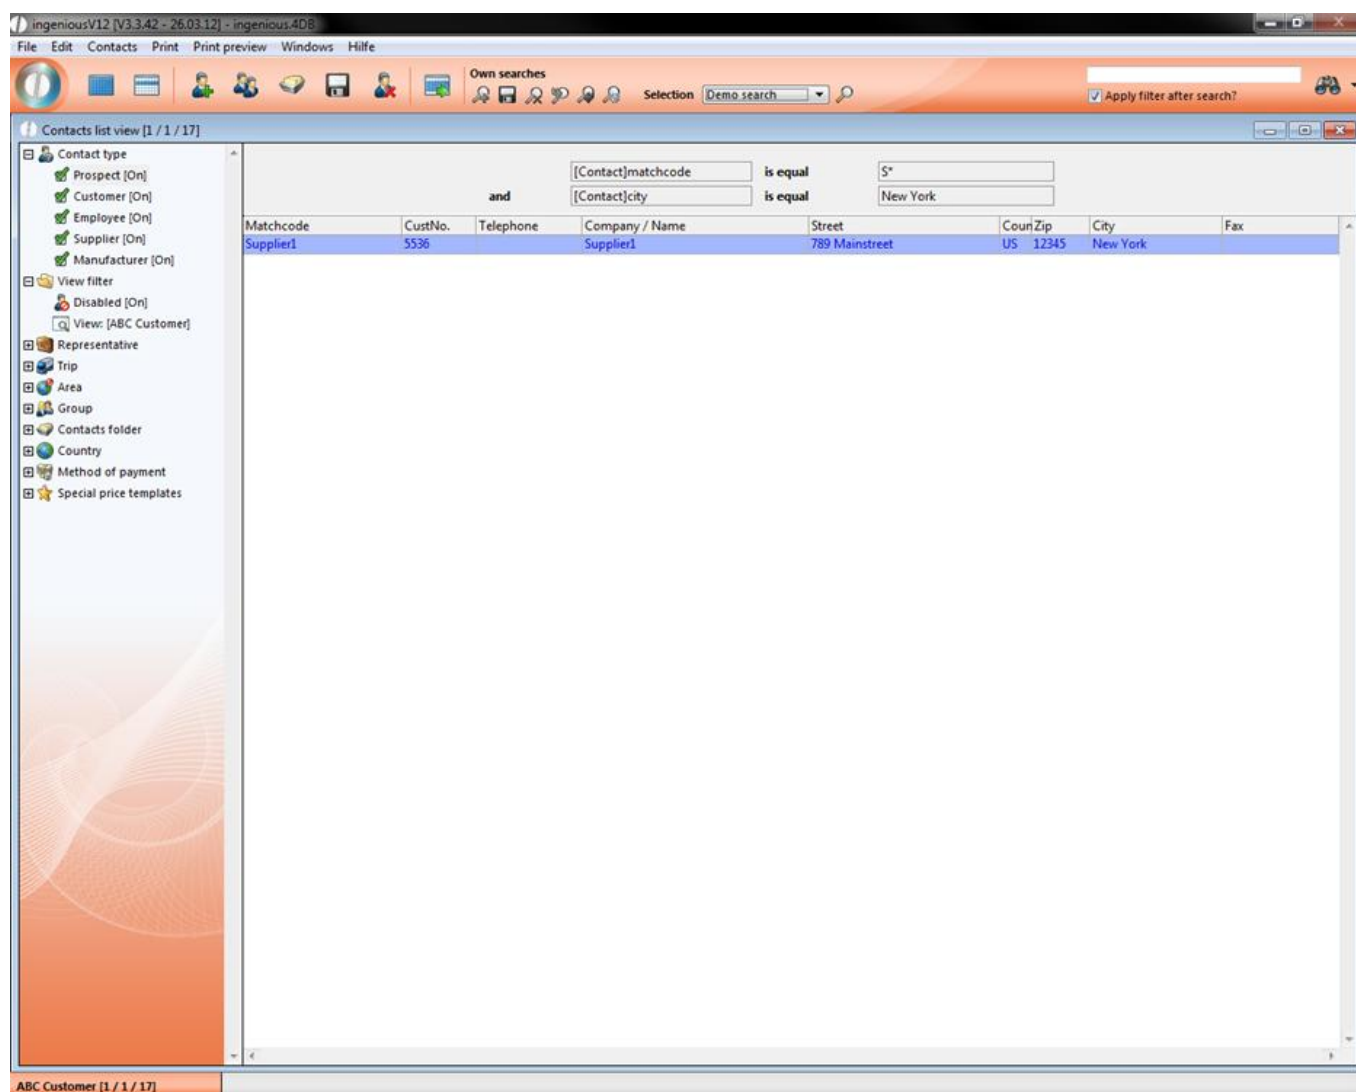 ingeniousV12 [V3.3.42 - 26.03.12] - ingenious.4DB
File Edit Contacts Print Print preview Windows Hilfe
Own searches
Selection Demo search
Apply filter after search?
Contacts list view [1 / 1 / 17]
Contact type
Prospect [On]
Customer [On]
Employee [On]
Supplier [On]
Manufacturer [On]
View filter
Disabled [On]
View: [ABC Customer]
Representative
Trip
Area
Group
Contacts folder
Country
Method of payment
Special price templates
[Contact]matchcode is equal S*
and [Contact]city is equal New York
Matchcode CustNo. Telephone Company / Name Street Coun Zip City Fax
Supplier1 5536 Supplier1 789 Mainstreet US 12345 New York
ABC Customer [1 / 1 / 17]